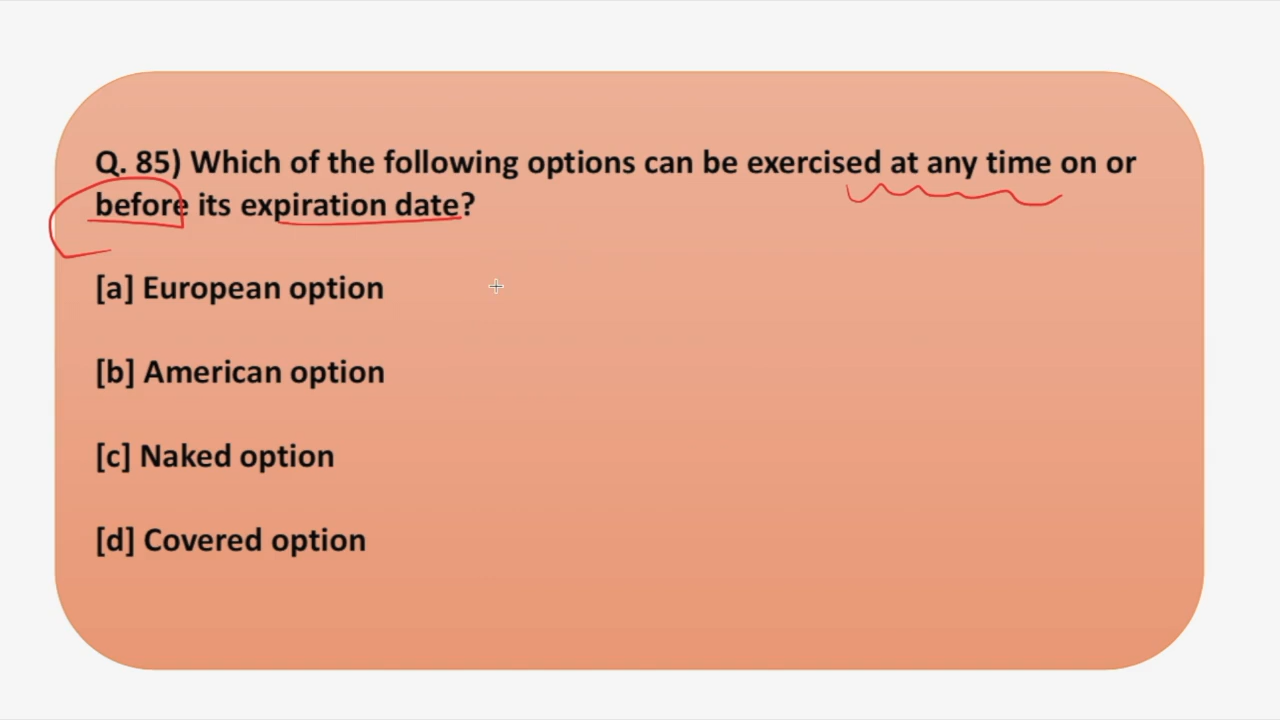 Q. 85) Which of the following options can be exercised at any time on or
before its expiration date?
[a] European option
[b] American option
[c] Naked option
[d] Covered option